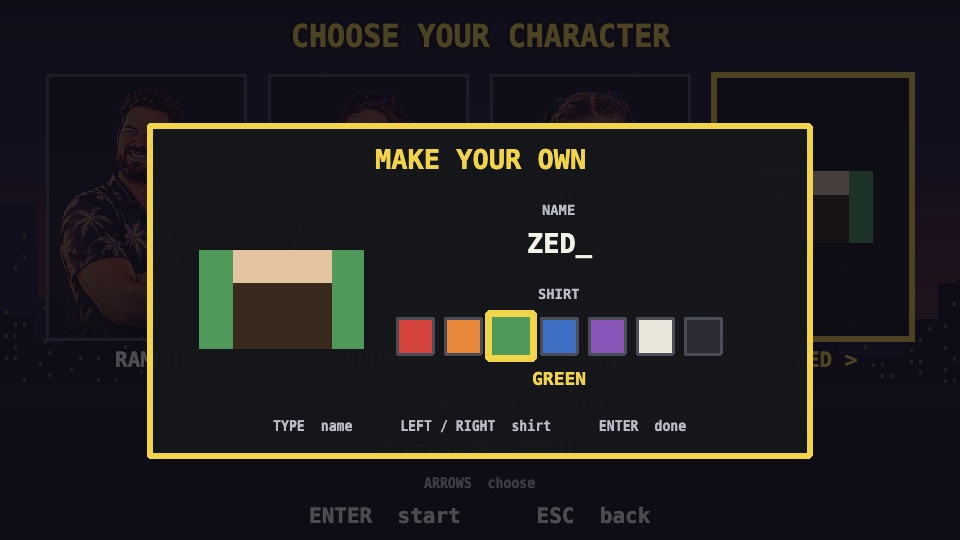 CHOOSE YOUR CHARACTER
MAKE YOUR OWN
NAME
ZED_
SHIRT
GREEN
TYPE name LEFT / RIGHT shirt ENTER done
ARROWS choose
ENTER start ESC back